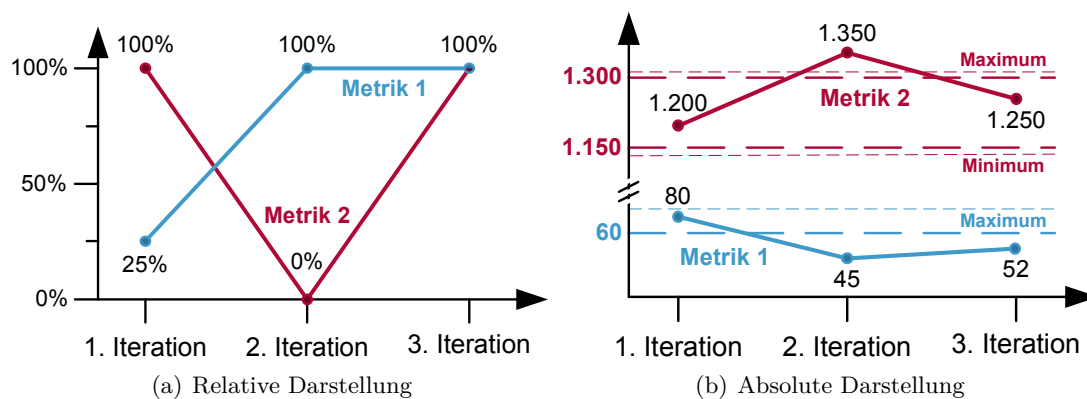 100%
100%
100%
100%
Metrik 1
50%
Metrik 2
0%
25%
0%
1. Iteration
2. Iteration
3. Iteration
(a) Relative Darstellung
1.350
Maximum
1.300
1.200
Metrik 2
1.250
1.150
Minimum
80
Maximum
60
Metrik 1
45
52
1. Iteration
2. Iteration
3. Iteration
(b) Absolute Darstellung